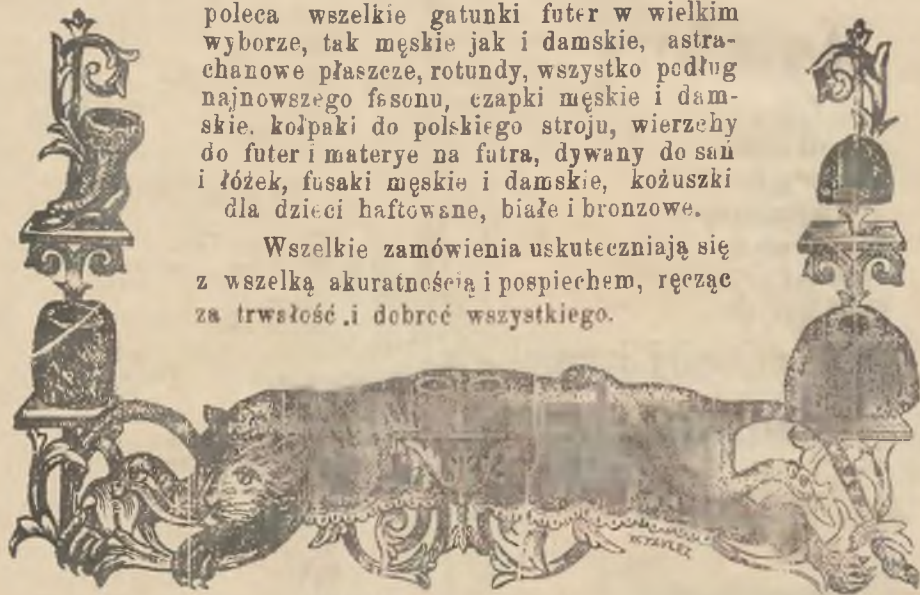 poleca wszelkie gatunki futer w wielkim
wyborze, tak męskie jak i damskie, astra-
chanowe płaszcze, rotundy, wszystko podług
najnowszego fasonu, czapki męskie i dam-
skie. kołpaki do polskiego stroju, wierzchy
do futer i materye na futra, dywany do sań
i łóżek, fusaki męskie i damskie, kożuszki
dla dzieci haftowane, białe i bronzowe.
Wszelkie zamówienia uskuteczniają się
z wszelką akuratnością i pospiechem, ręcząc
za trwałość i dobroć wszystkiego.